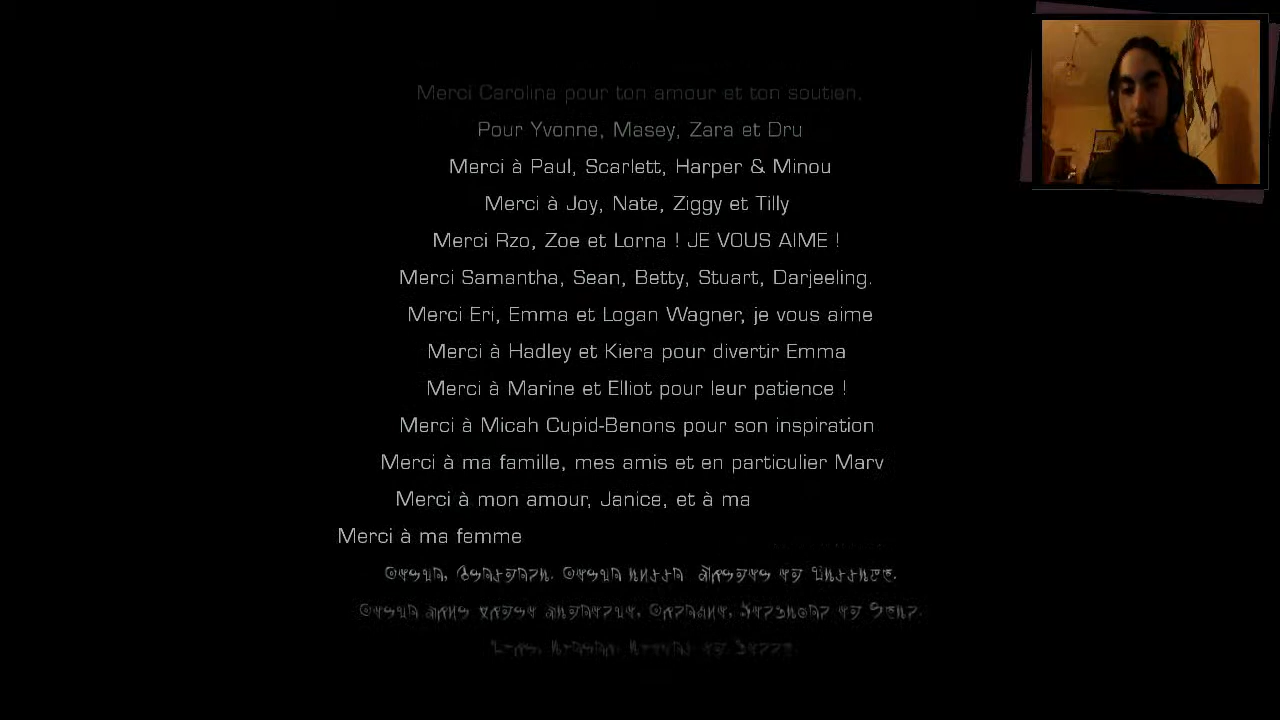 Merci Carolina pour ton amour et ton soutien.
Pour Yvonne, Masey, Zara et Dru
Merci à Paul, Scarlett, Harper & Minou
Merci à Joy, Nate, Ziggy et Tilly
Merci Rzo, Zoe et Lorna ! JE VOUS AIME !
Merci Samantha, Sean, Betty, Stuart, Darjeeling.
Merci Eri, Emma et Logan Wagner, je vous aime
Merci à Hadley et Kiera pour divertir Emma
Merci à Marine et Elliot pour leur patience !
Merci à Micah Cupid-Benons pour son inspiration
Merci à ma famille, mes amis et en particulier Marv
Merci à mon amour, Janice, et à ma
Merci à ma femme